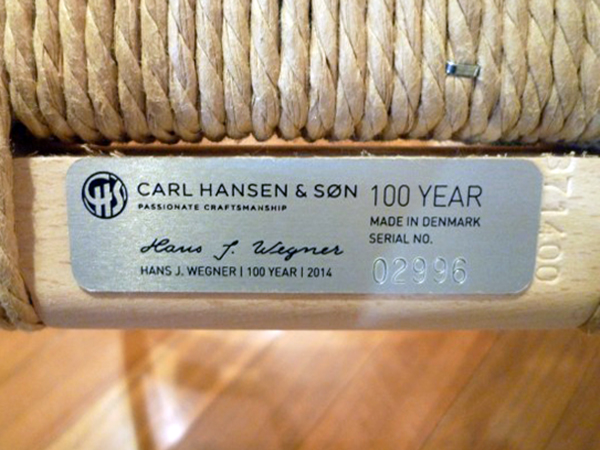 CHS
CARL HANSEN & SØN
PASSIONATE CRAFTSMANSHIP
Hans J. Wegner
HANS J. WEGNER | 100 YEAR | 2014
100 YEAR
MADE IN DENMARK
SERIAL NO.
02996